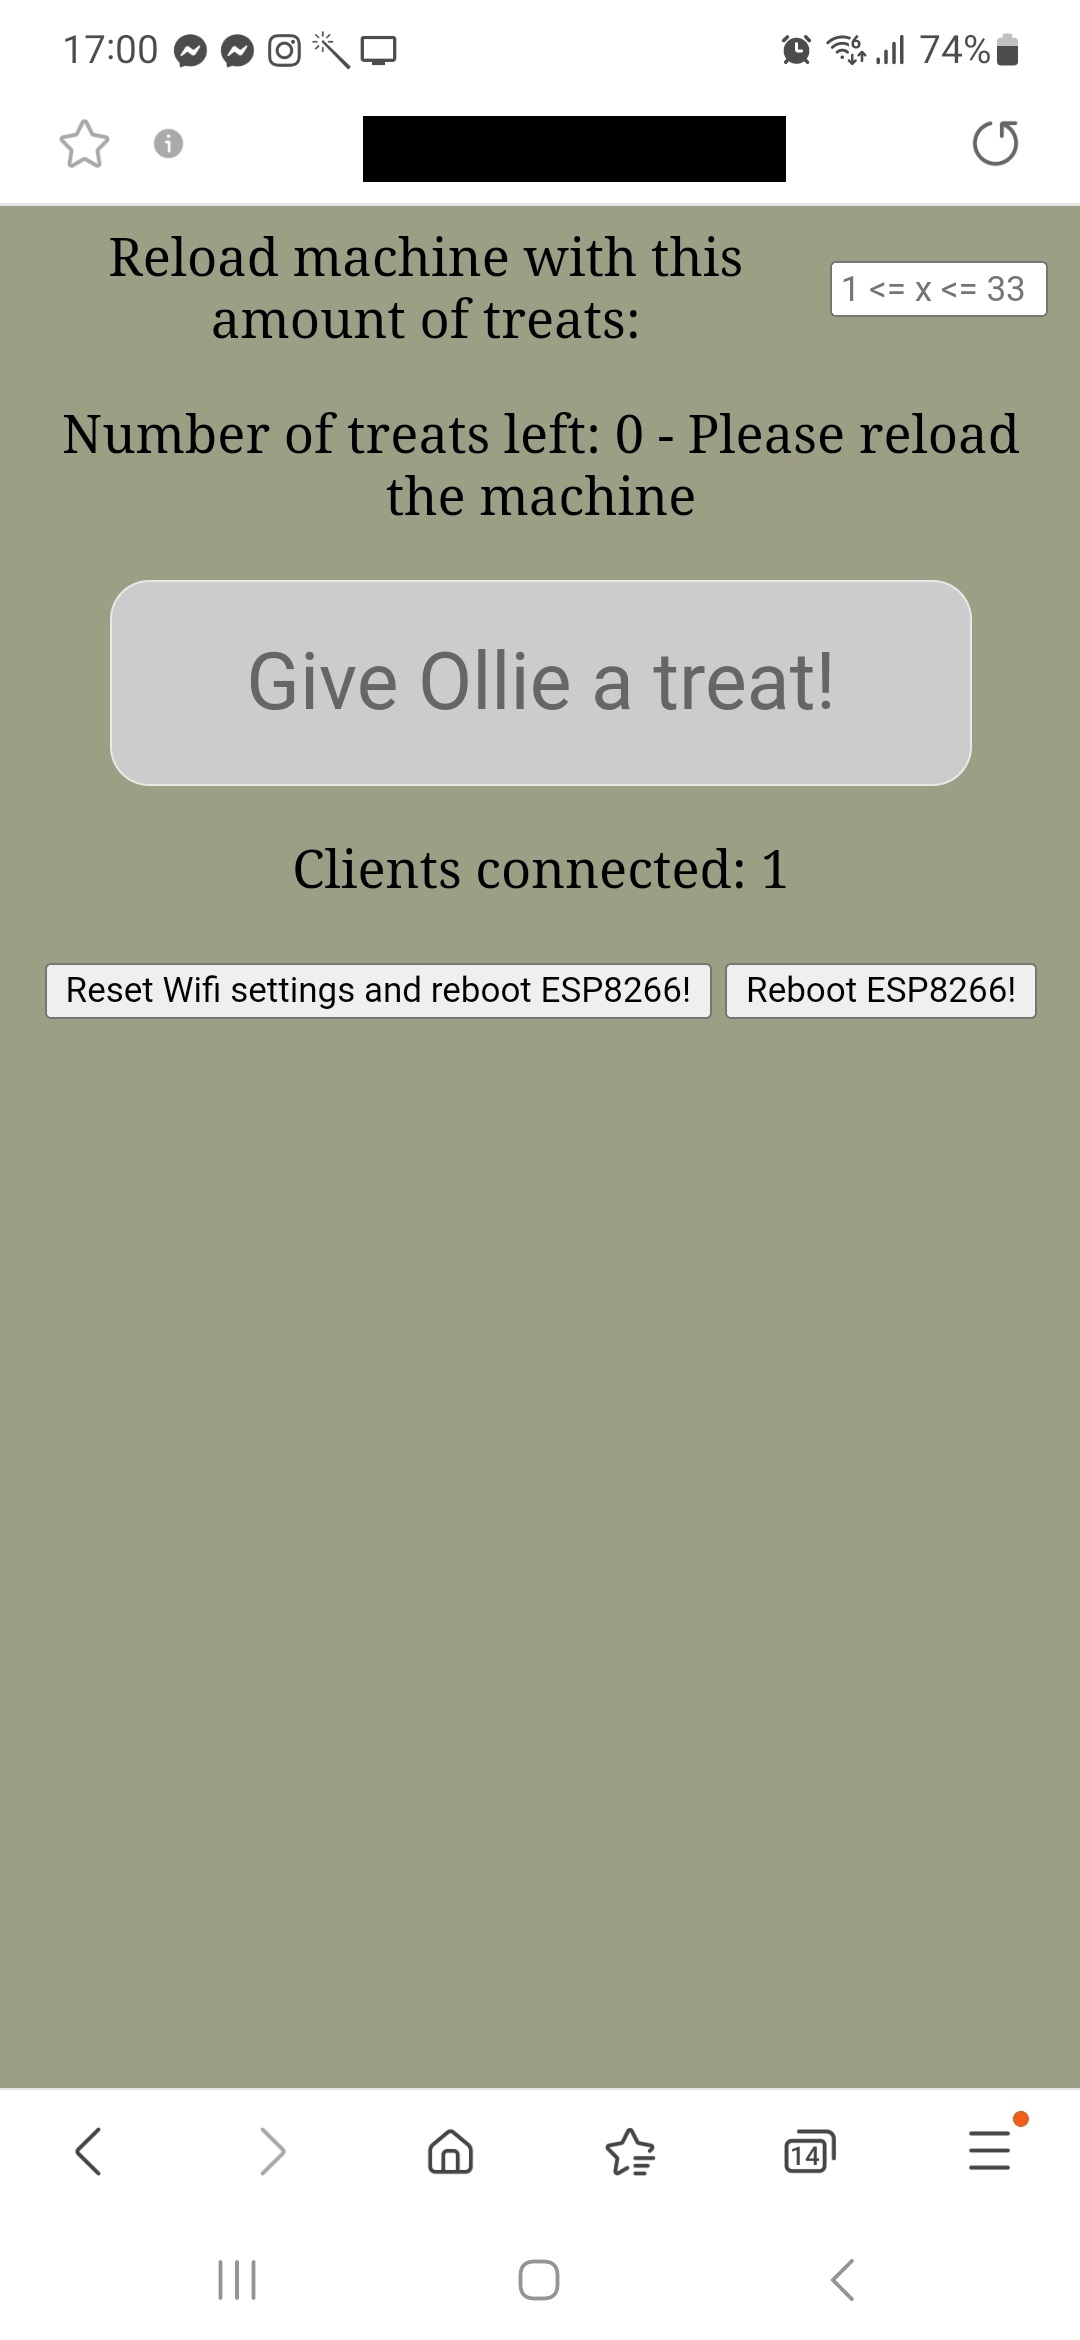 17:00
6
74%
Reload machine with this
amount of treats:
1 <= x <= 33
Number of treats left: 0 - Please reload
the machine
Give Ollie a treat!
Clients connected: 1
Reset Wifi settings and reboot ESP8266! Reboot ESP8266!
14